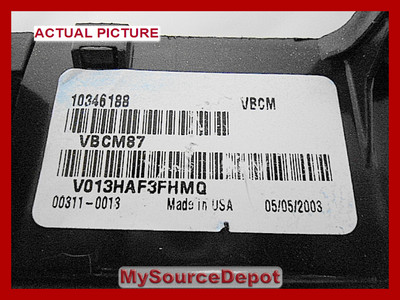 ACTUAL PICTURE
10346188 VBCM
VBCM87
V013HAF3FHMQ
00311-0013 Made in USA 05/05/2003
MySourceDepot